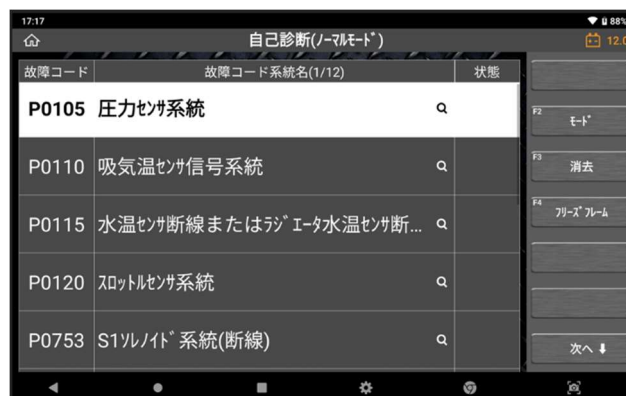 17:17
88%
自己診断(ﾉｰﾏﾙﾓｰﾄﾞ)
12.0
故障コード 故障コード系統名(1/12) 状態
P0105 圧力ｾﾝｻ系統
F2 ﾓｰﾄﾞ
P0110 吸気温ｾﾝｻ信号系統
F3 消去
P0115 水温ｾﾝｻ断線またはﾗｼﾞｴｰﾀ水温ｾﾝｻ断...
F4 ﾌﾘｰｽﾞﾌﾚｰﾑ
P0120 ｽﾛｯﾄﾙｾﾝｻ系統
P0753 S1ｿﾚﾉｲﾄﾞ系統(断線)
次へ ⬇